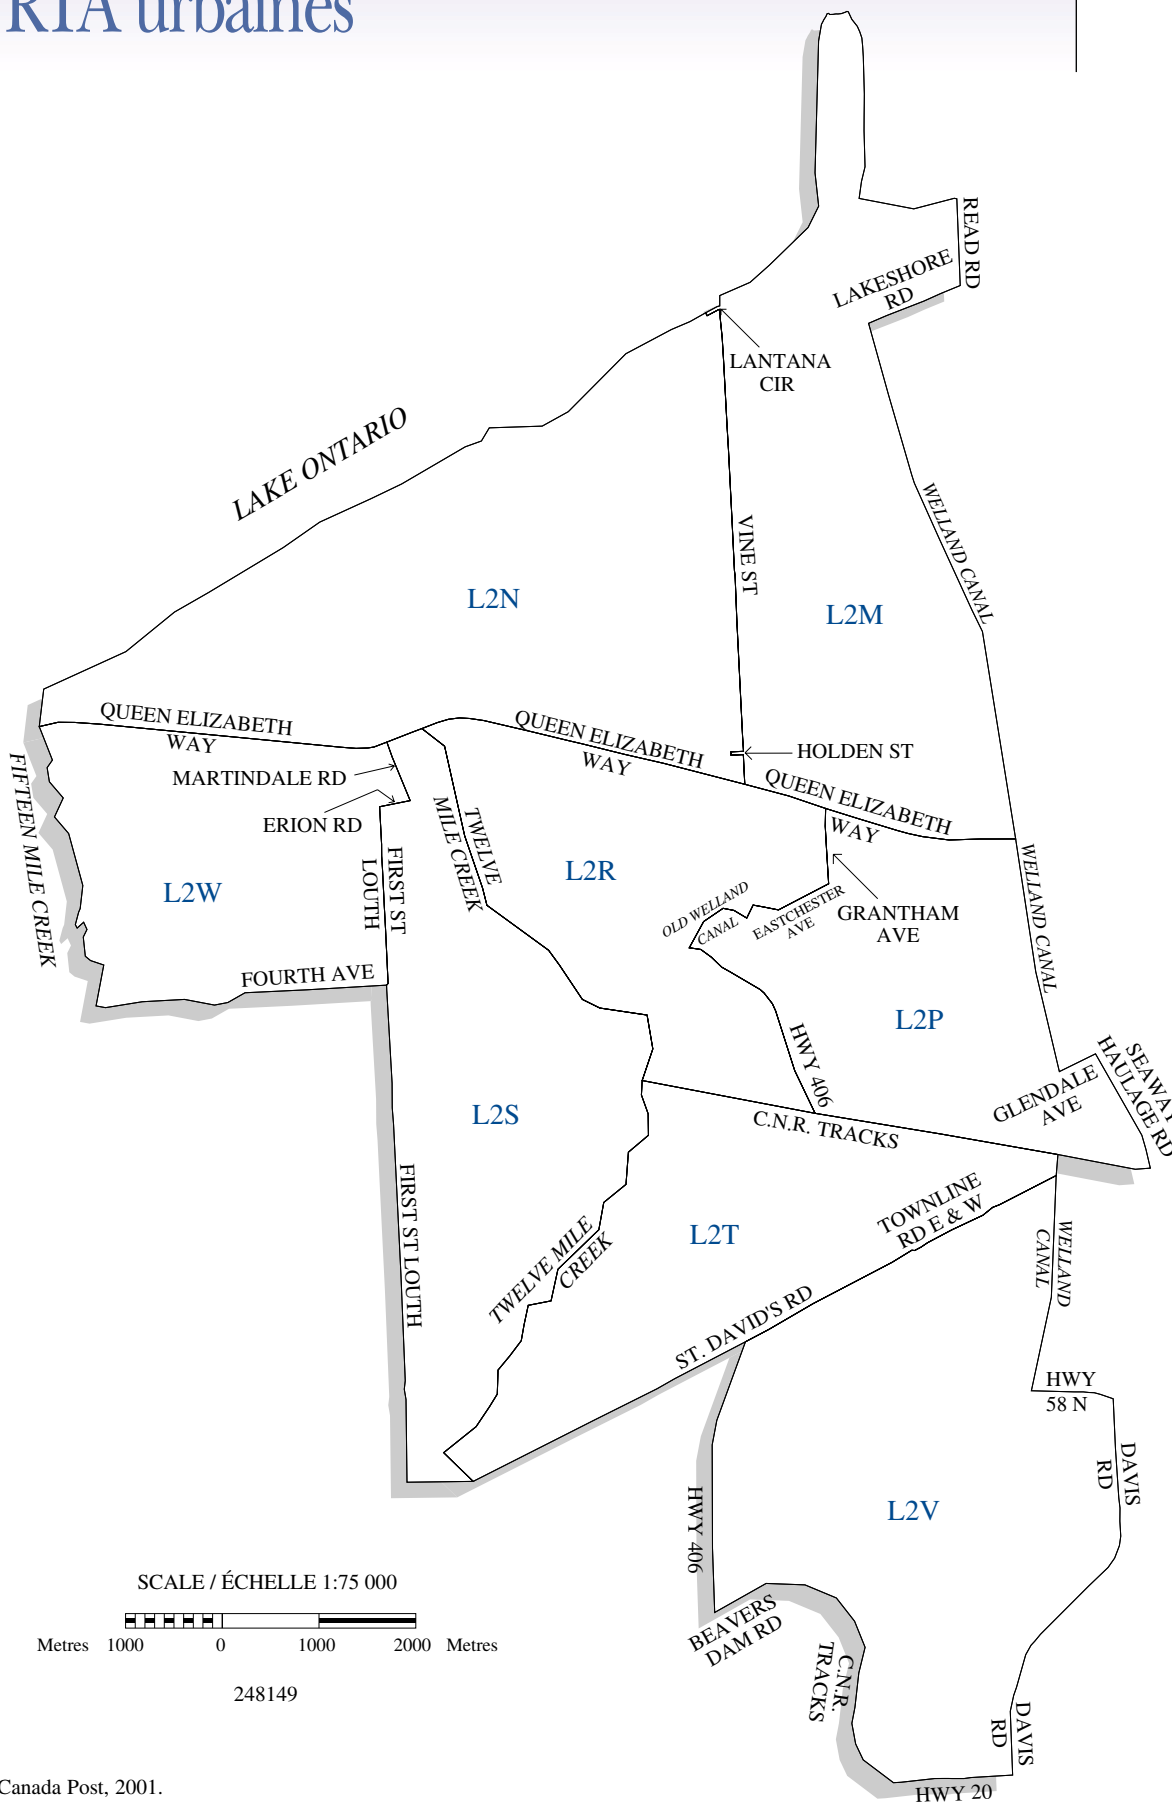 RTA urbaines
READ RD
LAKESHORE
RD
LANTANA
CIR
LAKE ONTARIO
WELLAND CANAL
VINE ST
L2N
L2M
QUEEN ELIZABETH
WAY
QUEEN ELIZABETH
WAY
HOLDEN ST
MARTINDALE RD
QUEEN ELIZABETH
WAY
FIFTEEN MILE CREEK
ERION RD
TWELVE
MILE CREEK
FIRST ST
LOUTH
L2R
L2W
OLD WELLAND
CANAL
EASTCHESTER
AVE
GRANTHAM
AVE
WELLAND CANAL
FOURTH AVE
L2P
HWY 406
SEAWAY
HAULAGE RD
GLENDALE
AVE
L2S
C.N.R. TRACKS
FIRST ST LOUTH
TOWNLINE
RD E & W
L2T
TWELVE MILE
CREEK
WELLAND
CANAL
ST. DAVID'S RD
HWY
58 N
DAVIS
RD
HWY 406
L2V
SCALE / ÉCHELLE 1:75 000
Metres 1000 0 1000 2000 Metres
248149
BEAVERS
DAM RD
C.N.R.
TRACKS
DAVIS
RD
Canada Post, 2001.
HWY 20